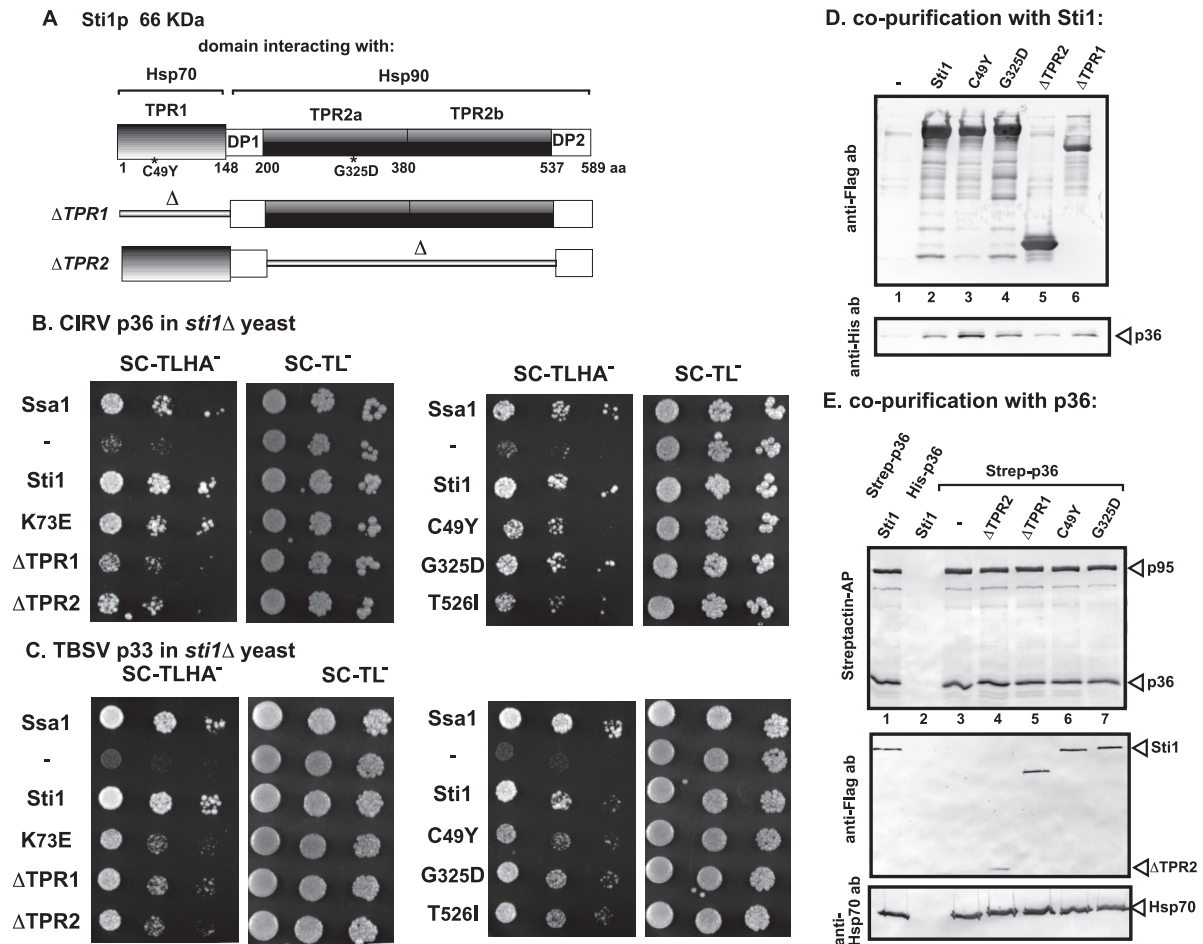 A Sti1p 66 KDa
domain interacting with:
Hsp70 Hsp90
TPR1 TPR2a TPR2b
DP1 DP2
* *
1 C49Y 148 200 G325D 380 537 589 aa
Δ
ΔTPR1
Δ
ΔTPR2
B. CIRV p36 in sti1Δ yeast
SC-TLHA⁻ SC-TL⁻
Ssa1
-
Sti1
K73E
ΔTPR1
ΔTPR2
SC-TLHA⁻ SC-TL⁻
Ssa1
-
Sti1
C49Y
G325D
T526I
C. TBSV p33 in sti1Δ yeast
SC-TLHA⁻ SC-TL⁻
Ssa1
-
Sti1
K73E
ΔTPR1
ΔTPR2
SC-TLHA⁻ SC-TL⁻
Ssa1
-
Sti1
C49Y
G325D
T526I
D. co-purification with Sti1:
- Sti1 C49Y G325D ΔTPR2 ΔTPR1
anti-Flag ab
1 2 3 4 5 6
anti-His ab
p36
E. co-purification with p36:
Strep-p36 His-p36 Strep-p36
Sti1 Sti1 - ΔTPR2 ΔTPR1 C49Y G325D
Streptactin-AP
p95
p36
1 2 3 4 5 6 7
anti-Flag ab
Sti1
ΔTPR2
anti-Hsp70 ab
Hsp70